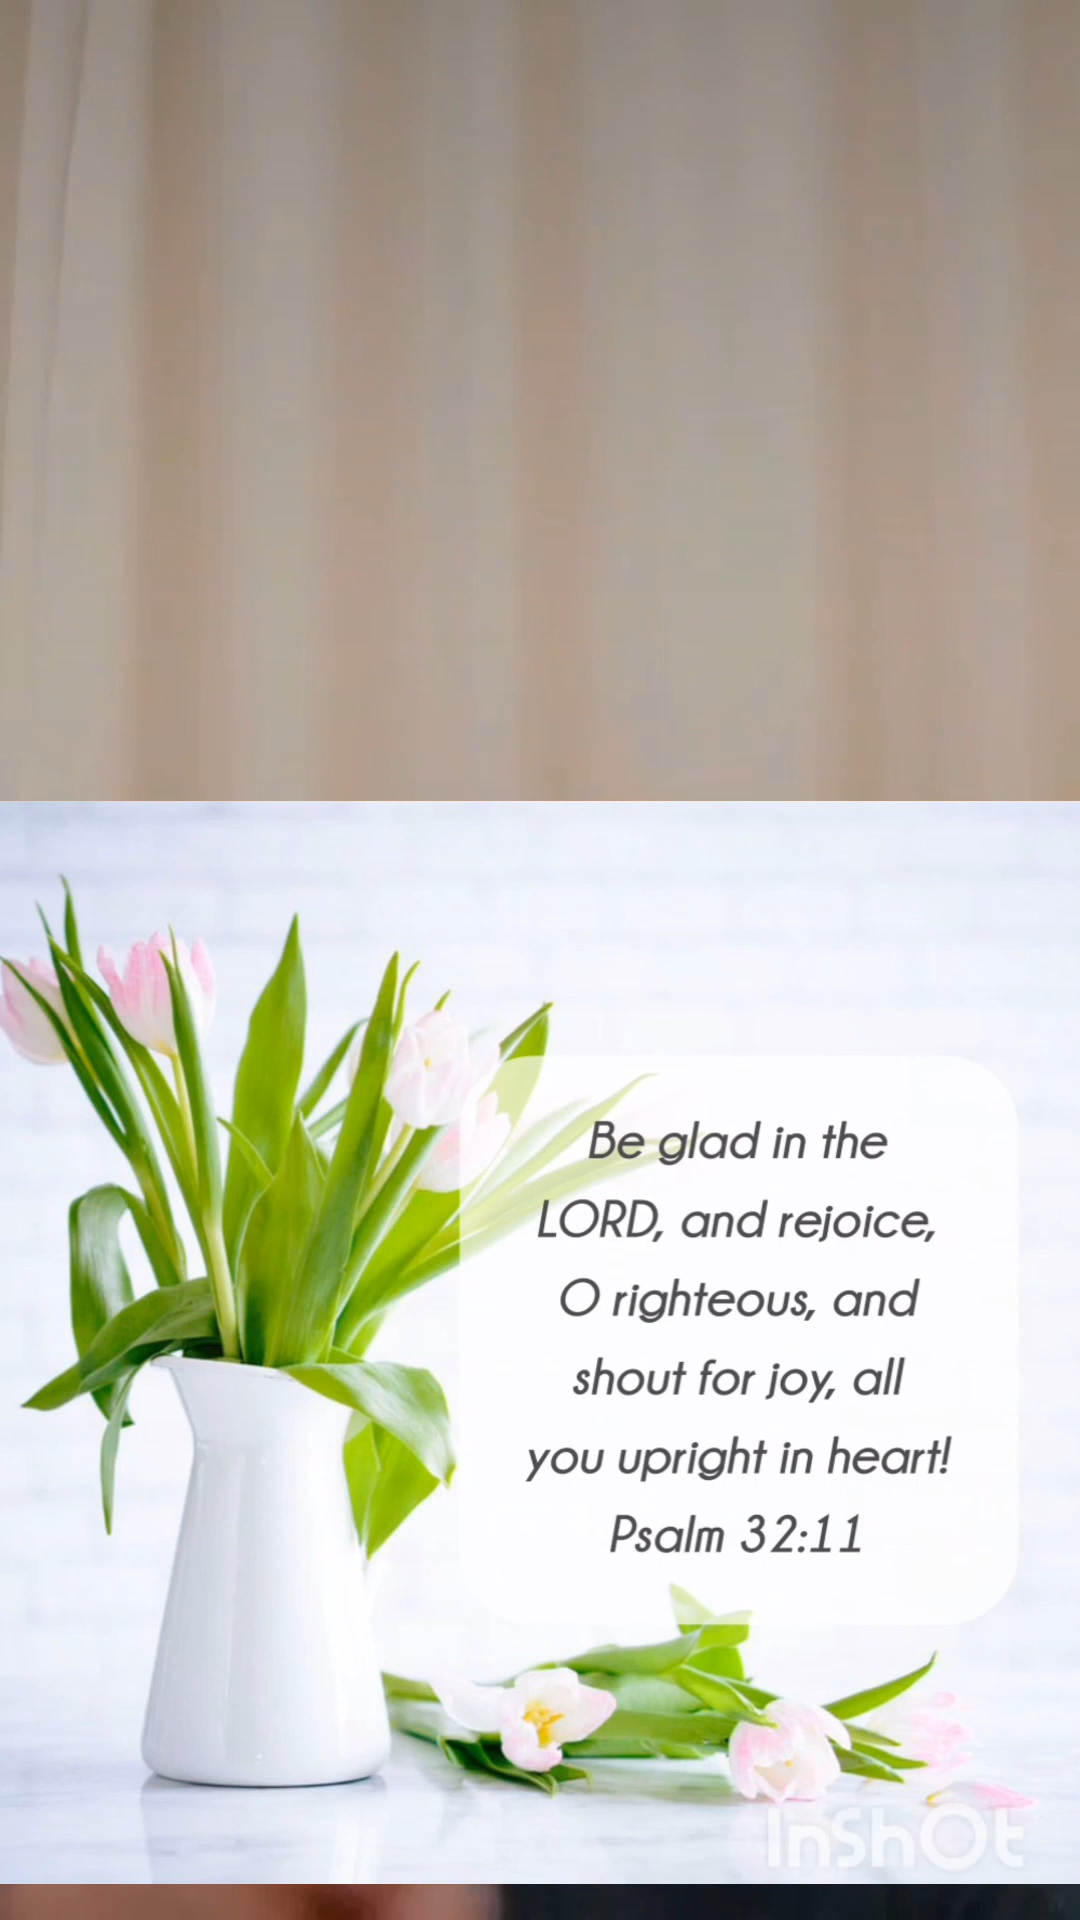 Be glad in the
LORD, and rejoice,
O righteous, and
shout for joy, all
you upright in heart!
Psalm 32:11
InShOt